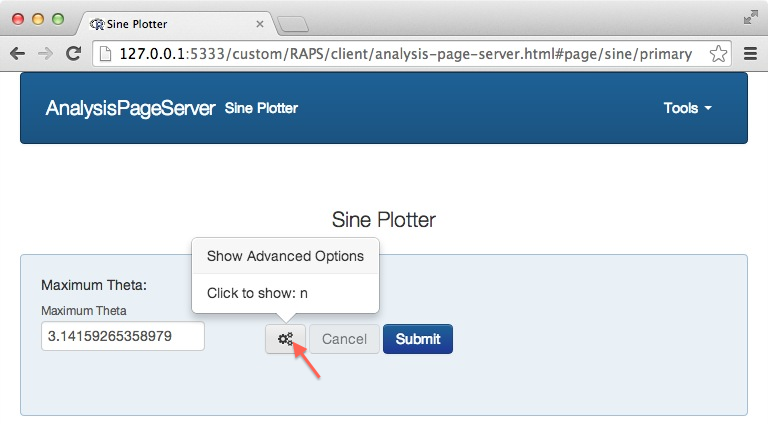 Sine Plotter
127.0.0.1:5333/custom/RAPS/client/analysis-page-server.html#page/sine/primary
AnalysisPageServer Sine Plotter Tools
Sine Plotter
Show Advanced Options
Click to show: n
Maximum Theta:
Maximum Theta
3.14159265358979
Cancel Submit